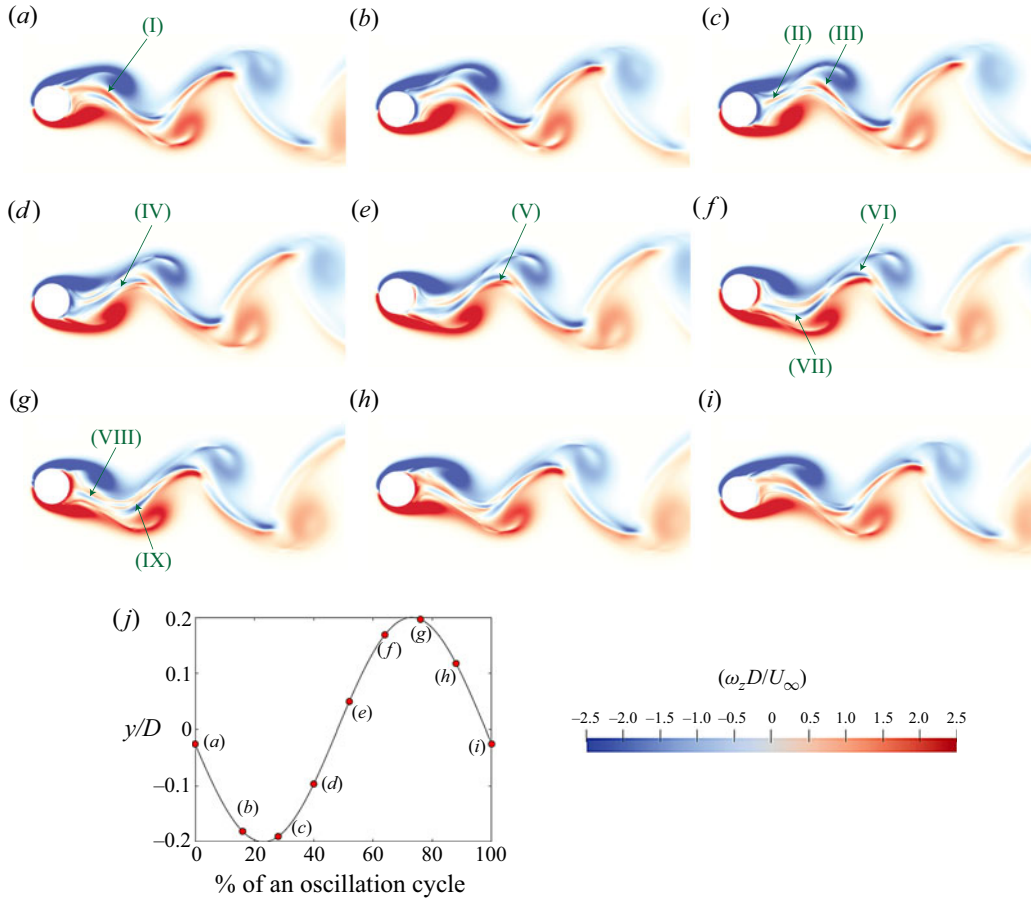 (a)
(I)
(b)
(c)
(II)
(III)
(d)
(IV)
(e)
(V)
(f)
(VI)
(VII)
(g)
(VIII)
(IX)
(h)
(i)
(j)
0.2
0.1
0
−0.1
−0.2
y/D
(a)
(b)
(c)
(d)
(e)
(f)
(g)
(h)
(i)
0 20 40 60 80 100
% of an oscillation cycle
(ω_z D/U_∞)
−2.5 −2.0 −1.5 −1.0 −0.5 0 0.5 1.0 1.5 2.0 2.5